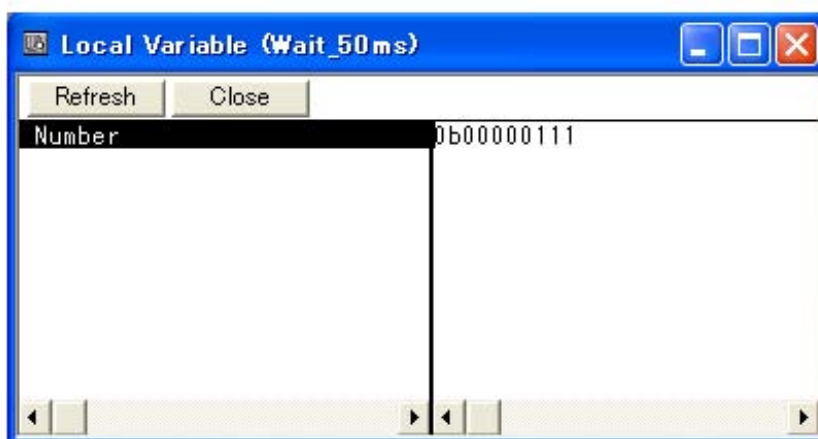 Local Variable (Wait_50ms)
Refresh Close
Number 0b00000111